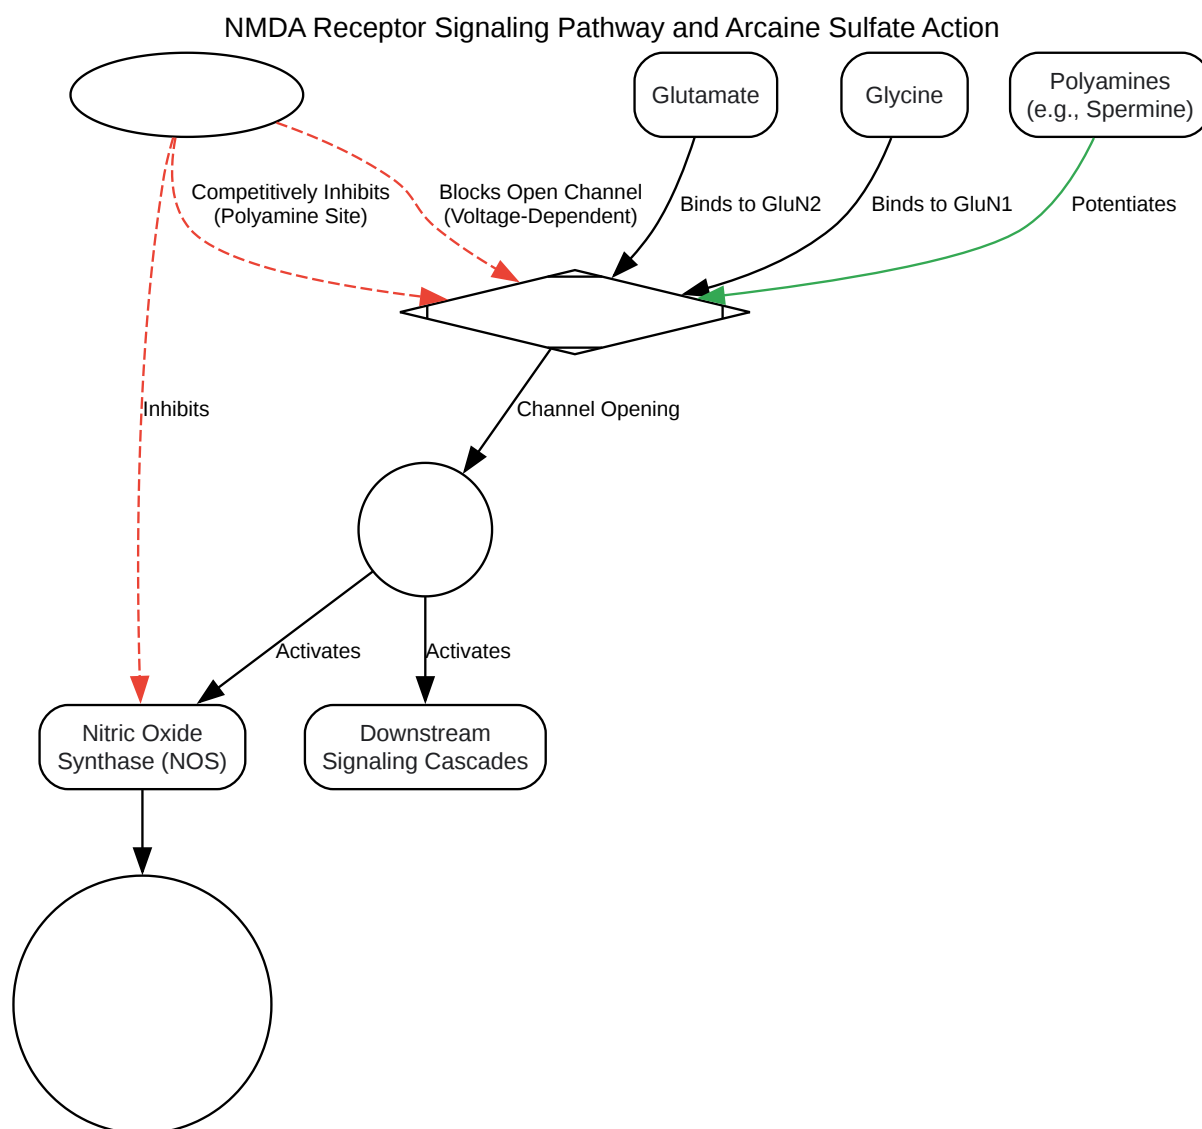 NMDA Receptor Signaling Pathway and Arcaine Sulfate Action
Glutamate
Glycine
Polyamines
(e.g., Spermine)
Competitively Inhibits
(Polyamine Site)
Blocks Open Channel
(Voltage-Dependent)
Binds to GluN2
Binds to GluN1
Potentiates
Inhibits
Channel Opening
Activates
Activates
Nitric Oxide
Synthase (NOS)
Downstream
Signaling Cascades